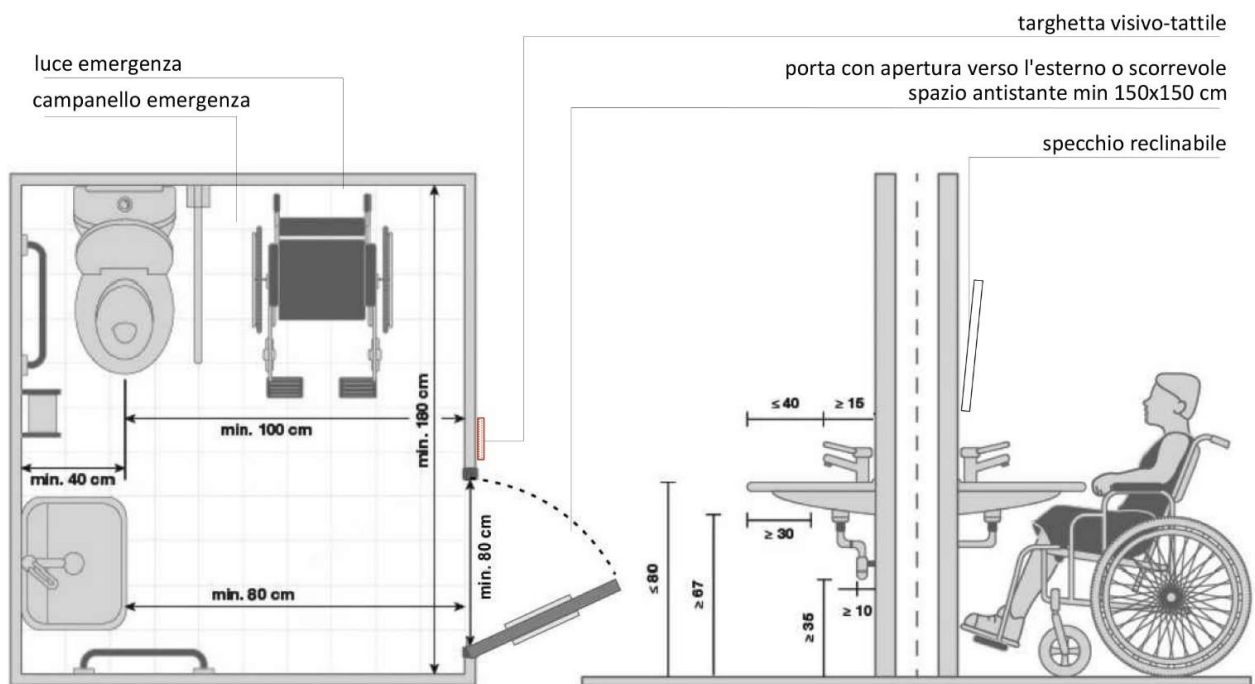 targhetta visivo-tattile
luce emergenza
porta con apertura verso l'esterno o scorrevole
campanello emergenza
spazio antistante min 150x150 cm
specchio reclinabile
min. 100 cm
min. 180 cm
min. 40 cm
min. 80 cm
min. 80 cm
≤ 40
≥ 15
≥ 30
≤ 80
≥ 67
≥ 35
≥ 10